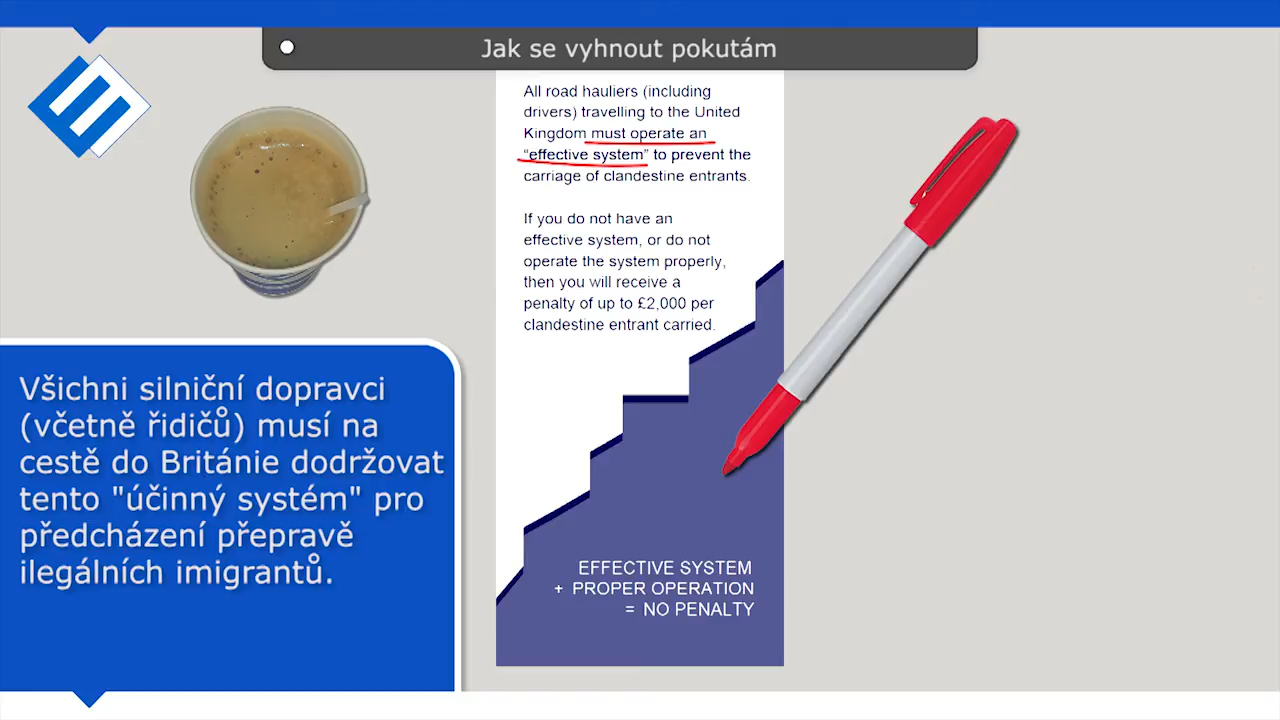 Jak se vyhnout pokutám
All road hauliers (including
drivers) travelling to the United
Kingdom must operate an
“effective system” to prevent the
carriage of clandestine entrants.
If you do not have an
effective system, or do not
operate the system properly,
then you will receive a
penalty of up to £2,000 per
clandestine entrant carried.
EFFECTIVE SYSTEM
+ PROPER OPERATION
= NO PENALTY
Všichni silniční dopravci
(včetně řidičů) musí na
cestě do Británie dodržovat
tento "účinný systém" pro
předcházení přepravě
ilegálních imigrantů.